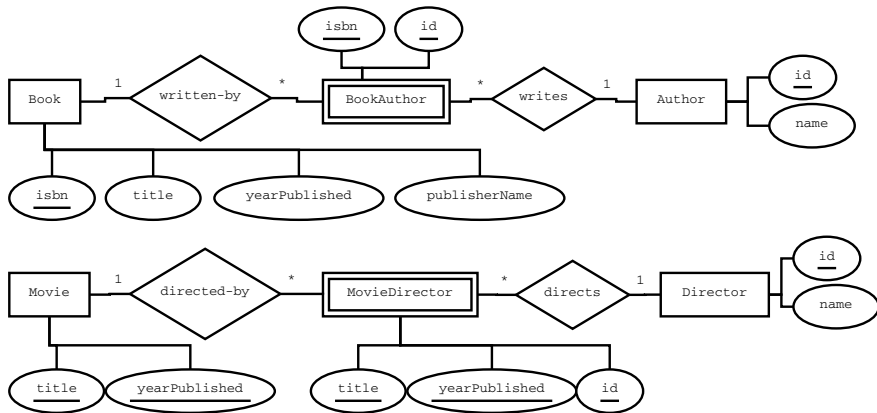 isbn id
1 * * 1
Book written-by BookAuthor writes Author id
name
isbn title yearPublished publisherName
1 * * 1
Movie directed-by MovieDirector directs Director id
name
title yearPublished title yearPublished id